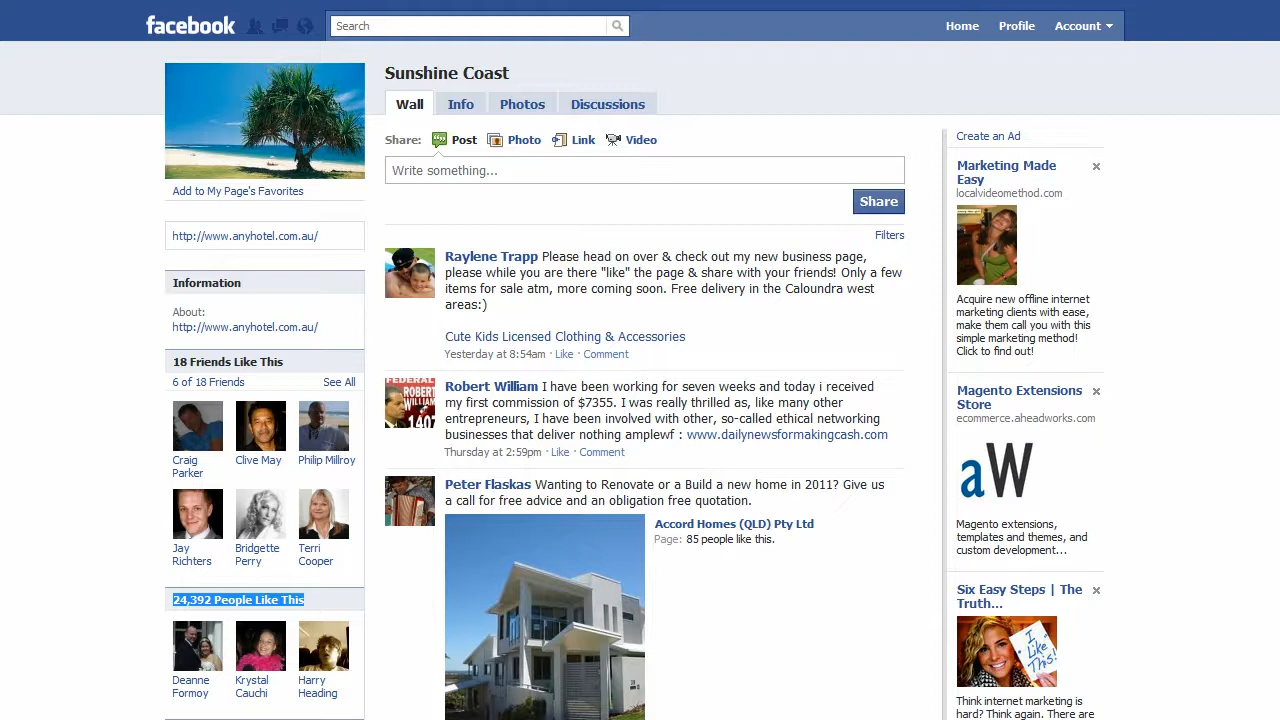 facebook
Search
Home Profile Account
Sunshine Coast
Wall Info Photos Discussions
Share: Post Photo Link Video
Write something...
Share
Filters
Add to My Page's Favorites
http://www.anyhotel.com.au/
Information
About:
http://www.anyhotel.com.au/
18 Friends Like This
6 of 18 Friends See All
Craig Parker
Clive May
Philip Millroy
Jay Richters
Bridgette Perry
Terri Cooper
24,392 People Like This
Deanne Formoy
Krystal Cauchi
Harry Heading
Raylene Trapp Please head on over & check out my new business page,
please while you are there "like" the page & share with your friends! Only a few
items for sale atm, more coming soon. Free delivery in the Caloundra west
areas:)
Cute Kids Licensed Clothing & Accessories
Yesterday at 8:54am · Like · Comment
FEDERAL
ROBERT
WILLIAM
1407
Robert William I have been working for seven weeks and today i received
my first commission of $7355. I was really thrilled as, like many other
entrepreneurs, I have been involved with other, so-called ethical networking
businesses that deliver nothing amplewf : www.dailynewsformakingcash.com
Thursday at 2:59pm · Like · Comment
Peter Flaskas Wanting to Renovate or a Build a new home in 2011? Give us
a call for free advice and an obligation free quotation.
Accord Homes (QLD) Pty Ltd
Page: 85 people like this.
Create an Ad
Marketing Made
Easy
localvideomethod.com
Acquire new offline internet
marketing clients with ease,
make them call you with this
simple marketing method!
Click to find out!
Magento Extensions
Store
ecommerce.aheadworks.com
aW
Magento extensions,
templates and themes, and
custom development...
Six Easy Steps | The
Truth...
I
Like
This!
Think internet marketing is
hard? Think again. There are